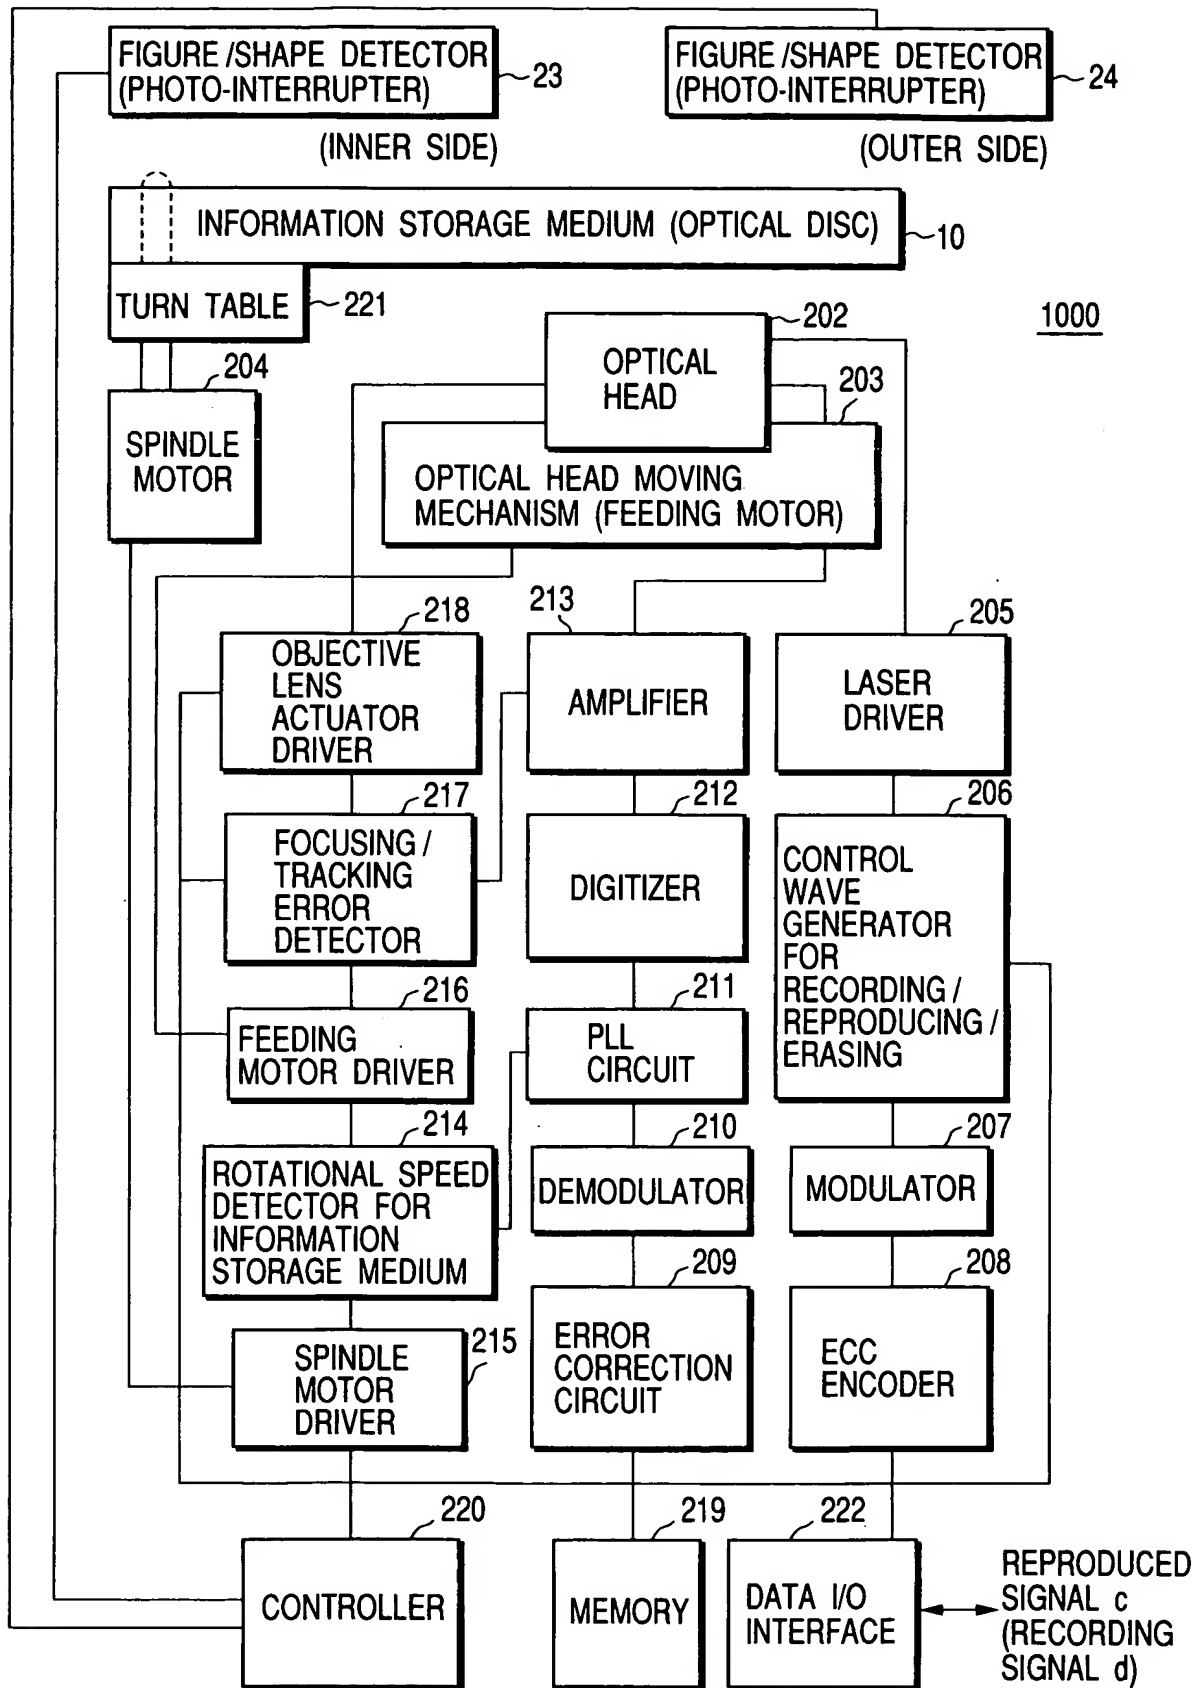 FIGURE/SHAPE DETECTOR
(PHOTO-INTERRUPTER)
23
(INNER SIDE)
FIGURE/SHAPE DETECTOR
(PHOTO-INTERRUPTER)
24
(OUTER SIDE)
INFORMATION STORAGE MEDIUM (OPTICAL DISC)
10
TURN TABLE
221
1000
202
OPTICAL
HEAD
204
SPINDLE
MOTOR
203
OPTICAL HEAD MOVING
MECHANISM (FEEDING MOTOR)
218
OBJECTIVE
LENS
ACTUATOR
DRIVER
213
AMPLIFIER
205
LASER
DRIVER
217
FOCUSING/
TRACKING
ERROR
DETECTOR
212
DIGITIZER
206
CONTROL
WAVE
GENERATOR
FOR
RECORDING/
REPRODUCING/
ERASING
216
FEEDING
MOTOR DRIVER
211
PLL
CIRCUIT
214
ROTATIONAL SPEED
DETECTOR FOR
INFORMATION
STORAGE MEDIUM
210
DEMODULATOR
207
MODULATOR
215
SPINDLE
MOTOR
DRIVER
209
ERROR
CORRECTION
CIRCUIT
208
ECC
ENCODER
220
CONTROLLER
219
MEMORY
222
DATA I/O
INTERFACE
REPRODUCED
SIGNAL c
(RECORDING
SIGNAL d)